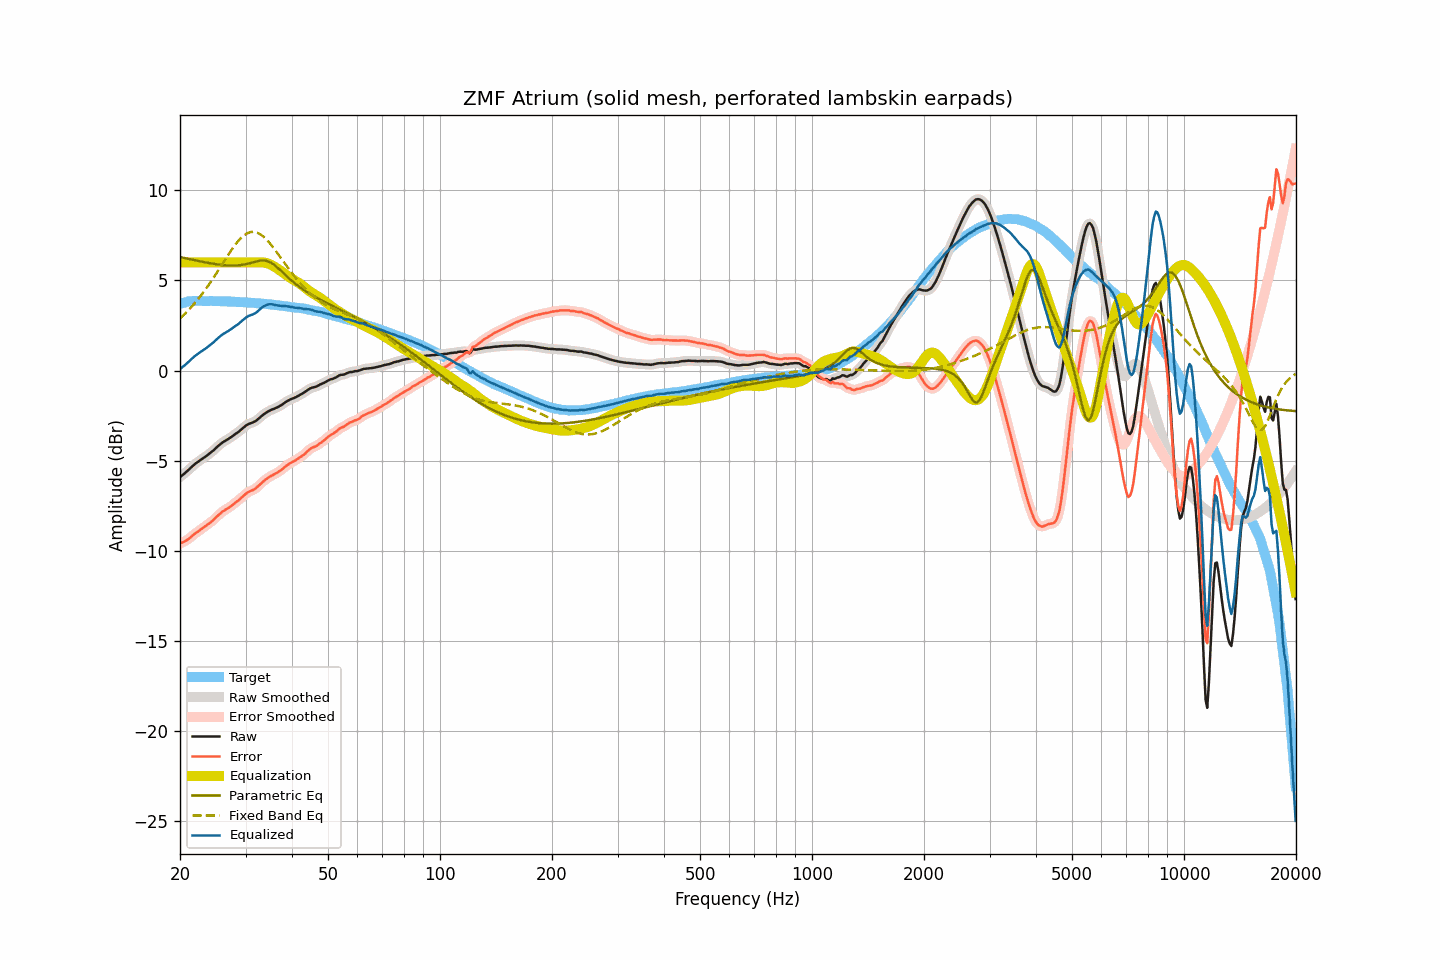 ZMF Atrium (solid mesh, perforated lambskin earpads)
10
5
0
−5
−10
−15
−20
−25
Amplitude (dBr)
Target
Raw Smoothed
Error Smoothed
Raw
Error
Equalization
Parametric Eq
Fixed Band Eq
Equalized
20 50 100 200 500 1000 2000 5000 10000 20000
Frequency (Hz)